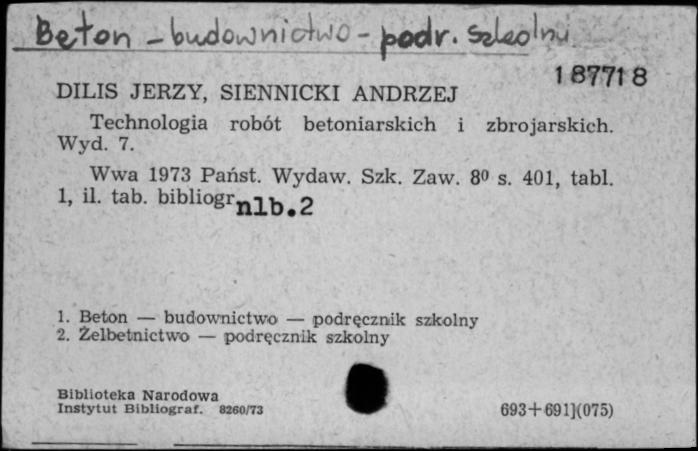 Beton – budownictwo – podr. szkolny
187718
DILIS JERZY, SIENNICKI ANDRZEJ
Technologia robót betoniarskich i zbrojarskich.
Wyd. 7.
Wwa 1973 Państ. Wydaw. Szk. Zaw. 8⁰ s. 401, tabl.
1, il. tab. bibliogr nlb.2
1. Beton — budownictwo — podręcznik szkolny
2. Żelbetnictwo — podręcznik szkolny
Biblioteka Narodowa
Instytut Bibliograf. 8260/73
693+691](075)